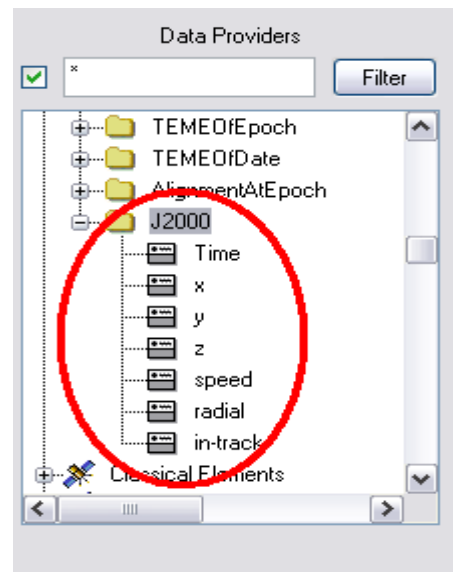 Data Providers
* Filter
TEMEOfEpoch
TEMEOfDate
AlignmentAtEpoch
J2000
Time
x
y
z
speed
radial
in-track
Classical Elements